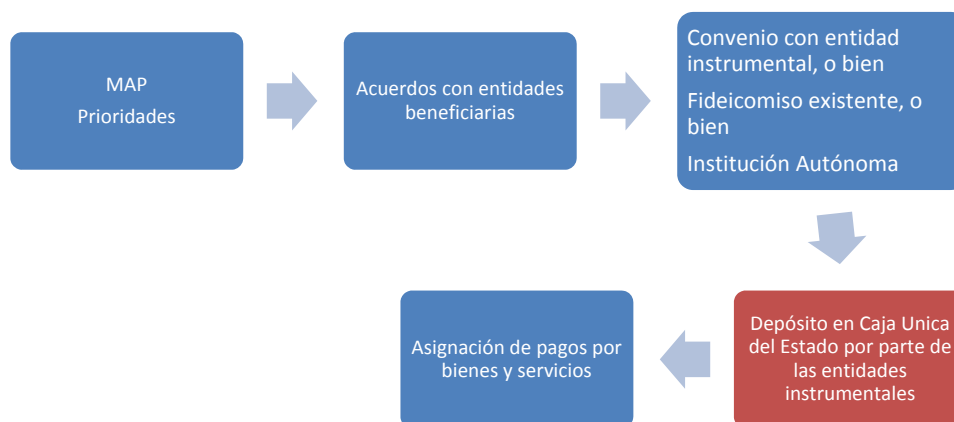 MAP
Prioridades
Acuerdos con entidades
beneficiarias
Convenio con entidad
instrumental, o bien
Fideicomiso existente, o
bien
Institución Autónoma
Depósito en Caja Unica
del Estado por parte de
las entidades
instrumentales
Asignación de pagos por
bienes y servicios